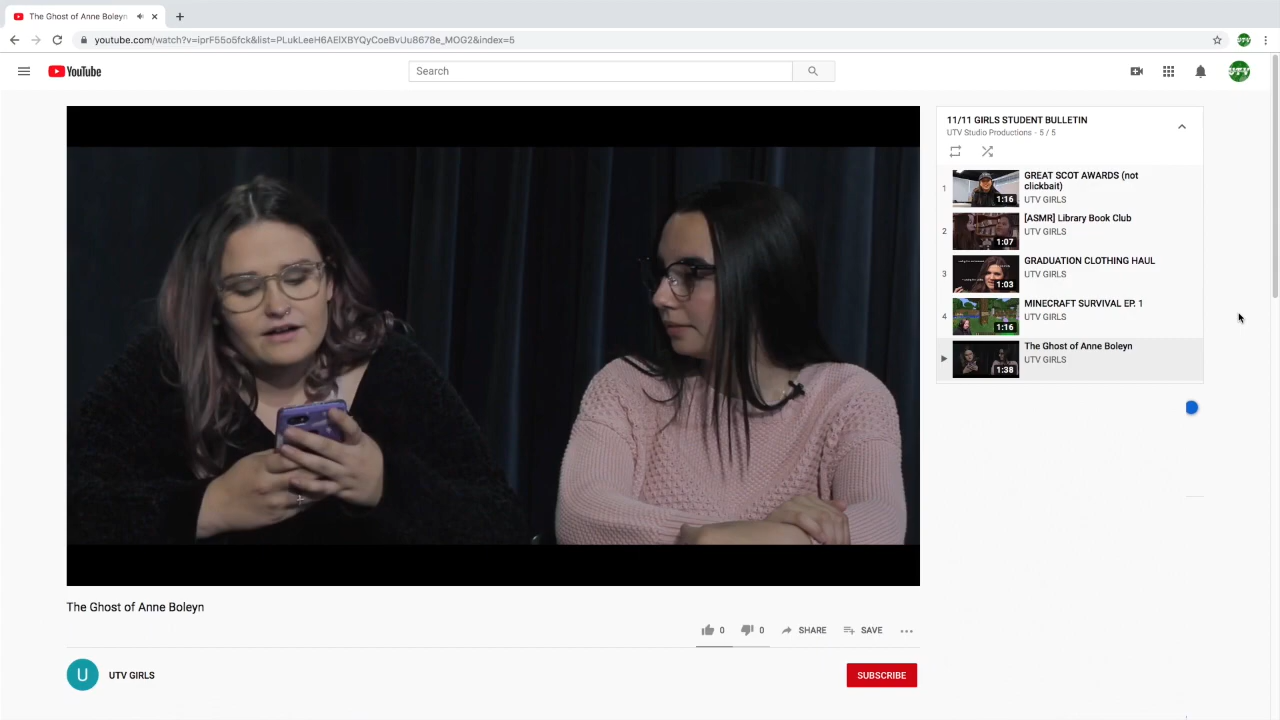 The Ghost of Anne Boleyn
youtube.com/watch?v=iprF55o5fck&list=PLukLeeH6AElXBYQyCoeBvUu8678e_MOG2&index=5
YouTube
Search
UTV
11/11 GIRLS STUDENT BULLETIN
UTV Studio Productions - 5 / 5
1
GREAT SCOT AWARDS (not
clickbait)
UTV GIRLS
1:16
2
[ASMR] Library Book Club
UTV GIRLS
1:07
3
GRADUATION CLOTHING HAUL
UTV GIRLS
1:03
4
MINECRAFT SURVIVAL EP. 1
UTV GIRLS
1:16
The Ghost of Anne Boleyn
UTV GIRLS
1:38
The Ghost of Anne Boleyn
0 0 SHARE SAVE
U UTV GIRLS
SUBSCRIBE